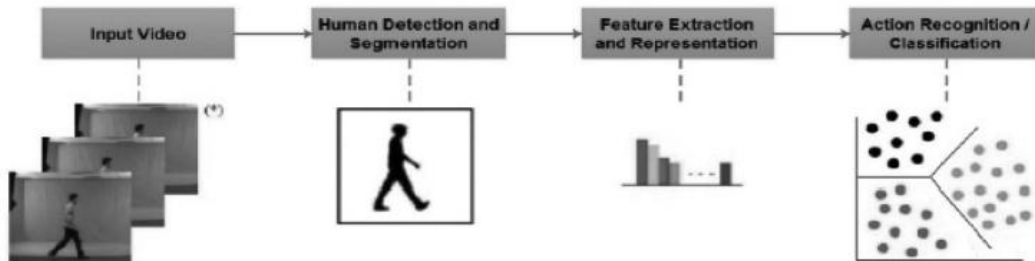 Input Video
Human Detection and
Segmentation
Feature Extraction
and Representation
Action Recognition /
Classification
(*)